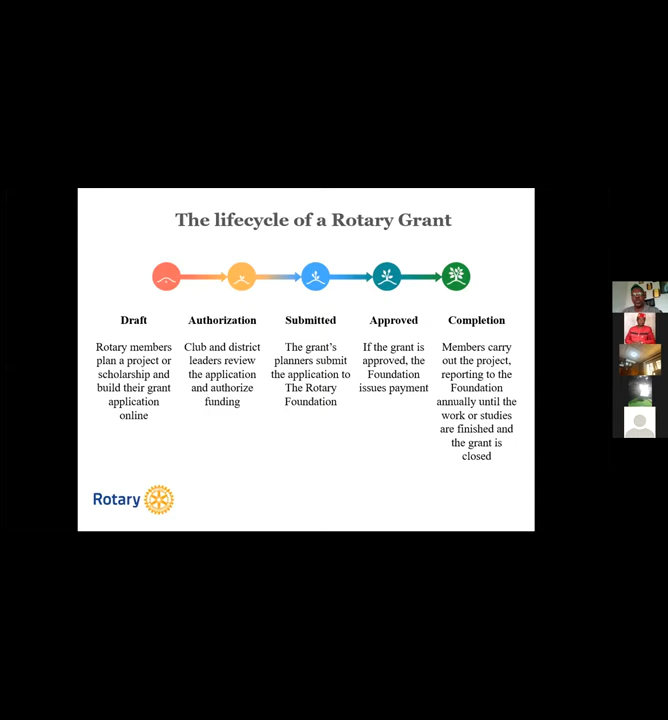 The lifecycle of a Rotary Grant
Draft
Rotary members
plan a project or
scholarship and
build their grant
application
online
Authorization
Club and district
leaders review
the application
and authorize
funding
Submitted
The grant's
planners submit
the application to
The Rotary
Foundation
Approved
If the grant is
approved, the
Foundation
issues payment
Completion
Members carry
out the project,
reporting to the
Foundation
annually until the
work or studies
are finished and
the grant is
closed
Rotary